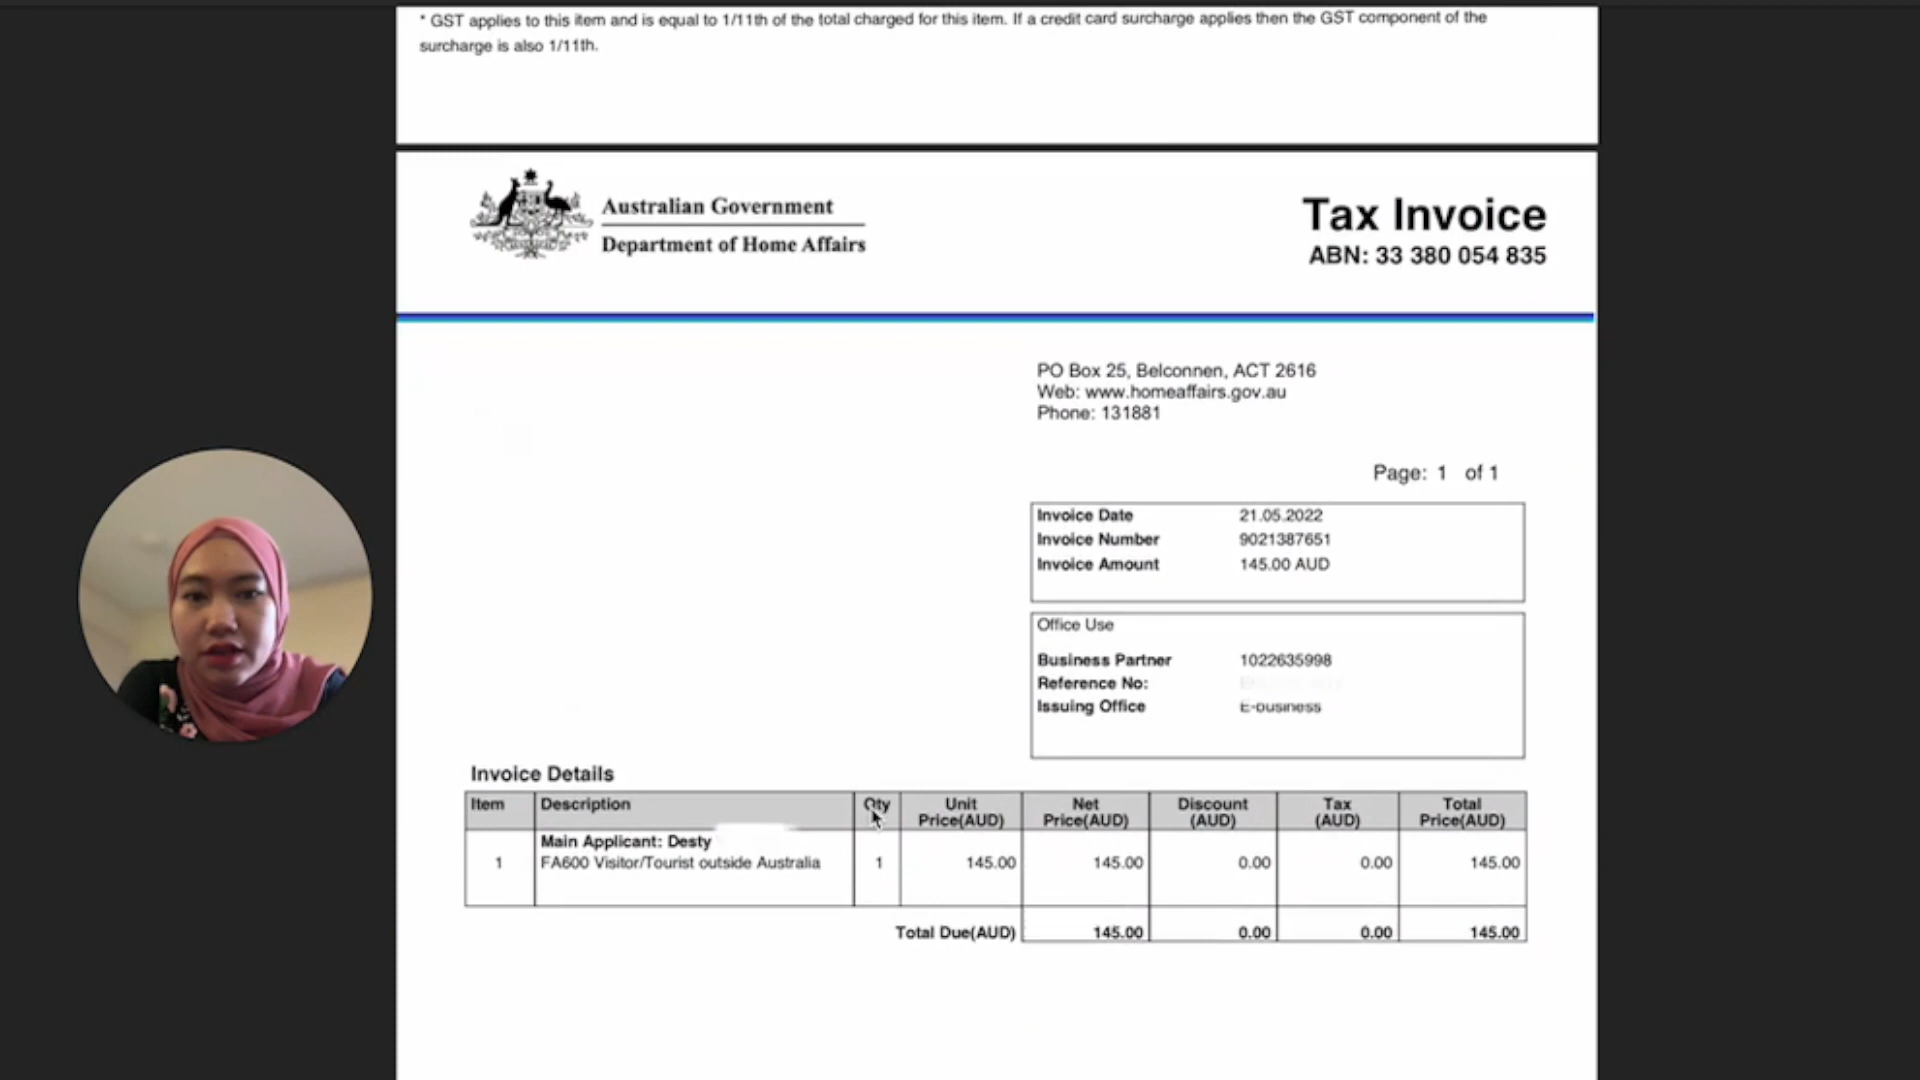 * GST applies to this item and is equal to 1/11th of the total charged for this item. If a credit card surcharge applies then the GST component of the
surcharge is also 1/11th.
Australian Government
Department of Home Affairs
Tax Invoice
ABN: 33 380 054 835
PO Box 25, Belconnen, ACT 2616
Web: www.homeaffairs.gov.au
Phone: 131881
Page: 1 of 1
Invoice Date 21.05.2022
Invoice Number 9021387651
Invoice Amount 145.00 AUD
Office Use
Business Partner 1022635998
Reference No:
Issuing Office E-business
Invoice Details
Item Description Qty Unit Price(AUD) Net Price(AUD) Discount (AUD) Tax (AUD) Total Price(AUD)
Main Applicant: Desty
1 FA600 Visitor/Tourist outside Australia 1 145.00 145.00 0.00 0.00 145.00
Total Due(AUD) 145.00 0.00 0.00 145.00